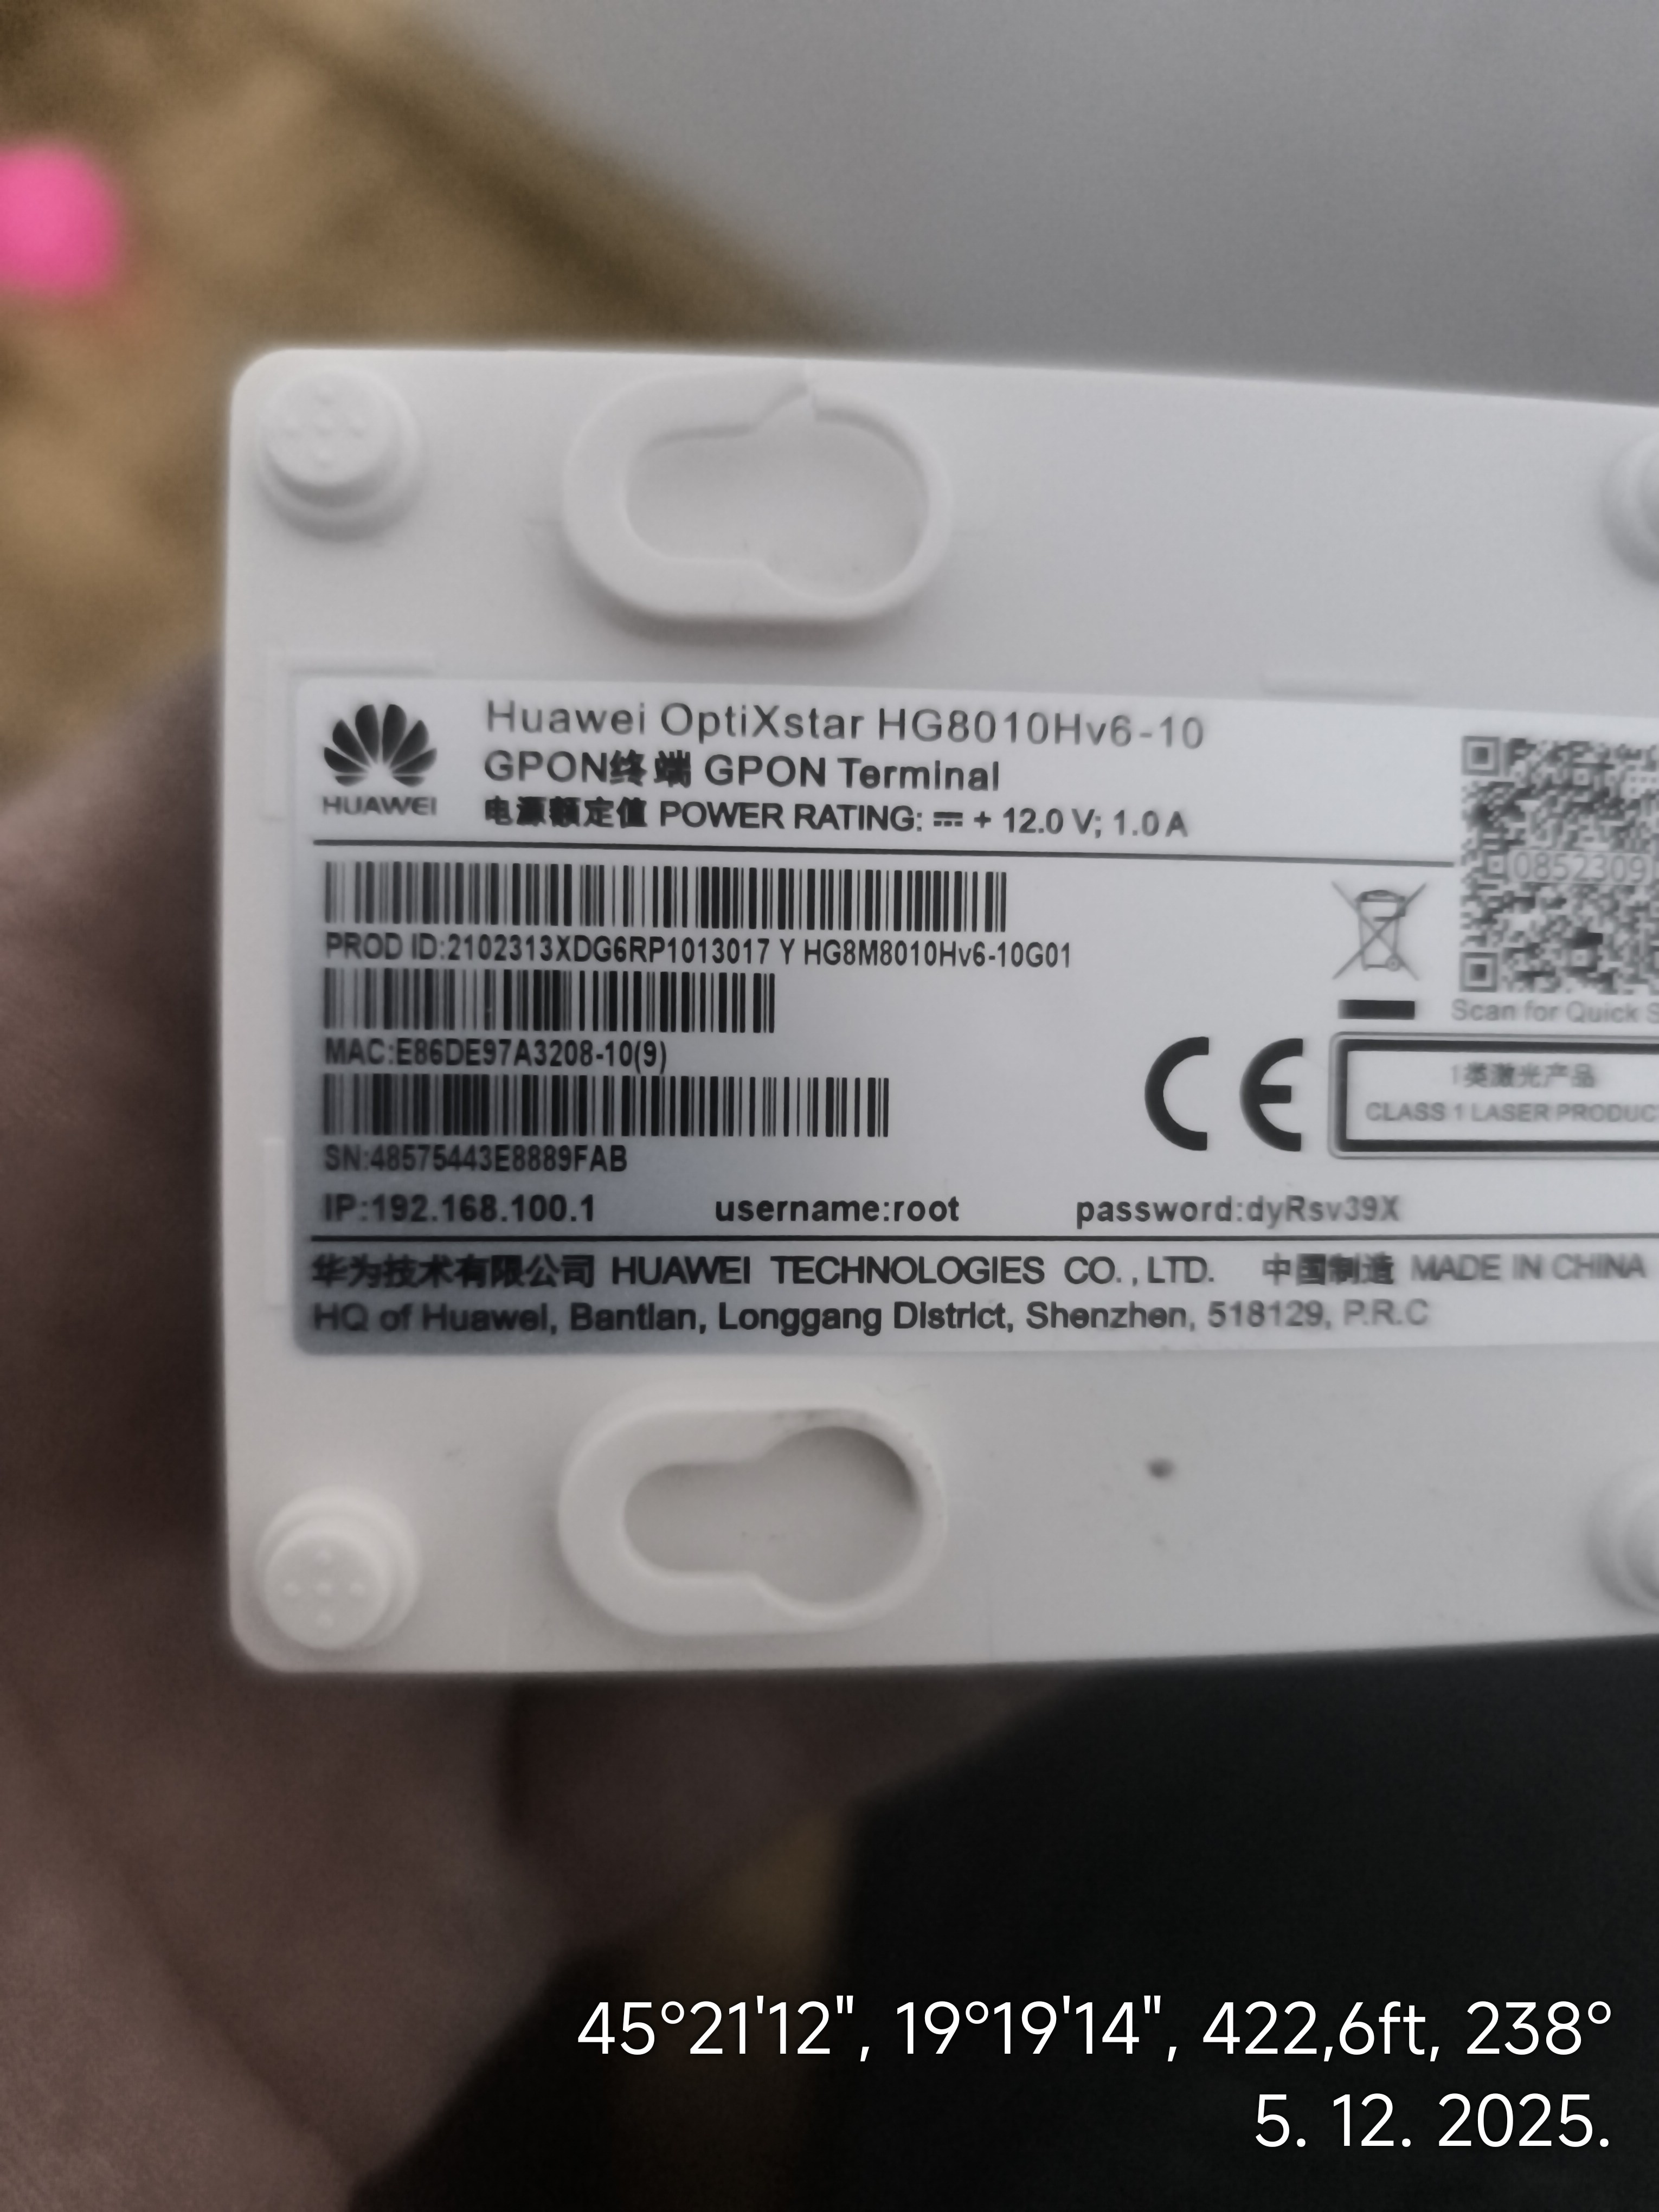 Huawei OptiXstar HG8010Hv6-10
GPON终端 GPON Terminal
HUAWEI
电源额定值 POWER RATING: ⎓ + 12.0 V; 1.0 A
0852309
PROD ID:2102313XDG6RP1013017 Y HG8M8010Hv6-10G01
Scan for Quick S
MAC:E86DE97A3208-10(9)
CE
1类激光产品
CLASS 1 LASER PRODUC
SN:48575443E8889FAB
IP:192.168.100.1 username:root password:dyRsv39X
华为技术有限公司 HUAWEI TECHNOLOGIES CO., LTD. 中国制造 MADE IN CHINA
HQ of Huawei, Bantian, Longgang District, Shenzhen, 518129, P.R.C
45°21'12", 19°19'14", 422,6ft, 238°
5. 12. 2025.